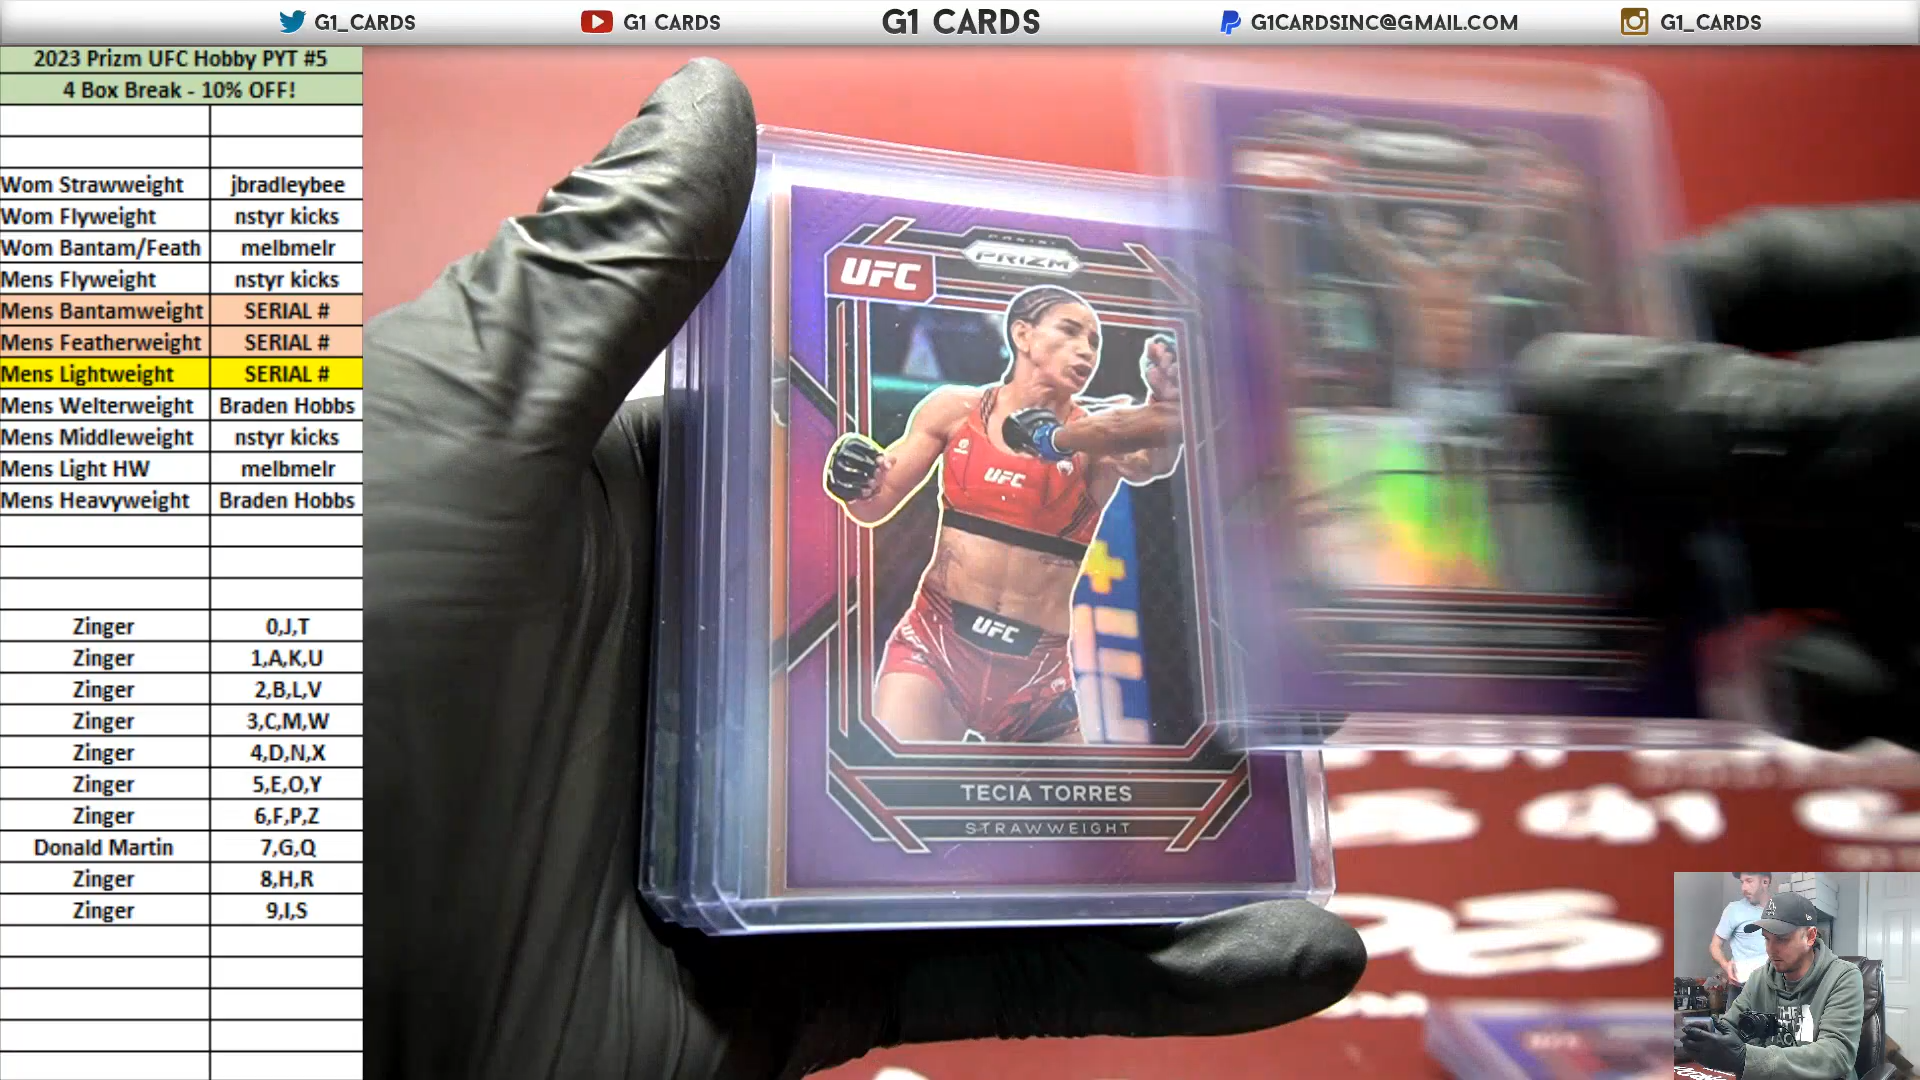 G1_CARDS
G1 CARDS
G1 CARDS
G1CARDSINC@GMAIL.COM
G1_CARDS
2023 Prizm UFC Hobby PYT #5
4 Box Break - 10% OFF!
Wom Strawweight jbradleybee
Wom Flyweight nstyr kicks
Wom Bantam/Feath melbmelr
Mens Flyweight nstyr kicks
Mens Bantamweight SERIAL #
Mens Featherweight SERIAL #
Mens Lightweight SERIAL #
Mens Welterweight Braden Hobbs
Mens Middleweight nstyr kicks
Mens Light HW melbmelr
Mens Heavyweight Braden Hobbs
Zinger 0,J,T
Zinger 1,A,K,U
Zinger 2,B,L,V
Zinger 3,C,M,W
Zinger 4,D,N,X
Zinger 5,E,O,Y
Zinger 6,F,P,Z
Donald Martin 7,G,Q
Zinger 8,H,R
Zinger 9,I,S
PANINI
PRIZM
UFC
UFC
UFC
TECIA TORRES
STRAWWEIGHT